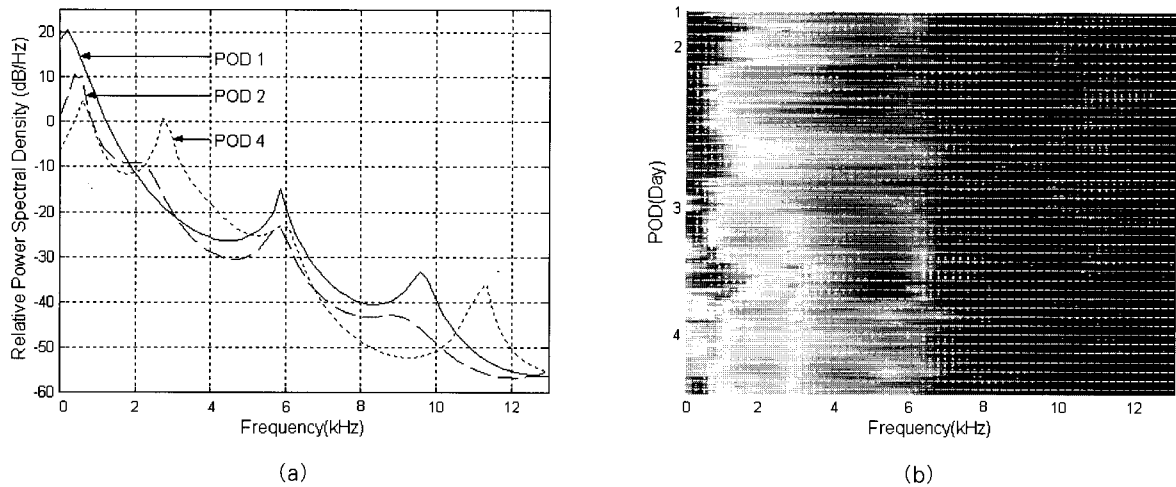 Relative Power Spectral Density (dB/Hz)
20
10
0
-10
-20
-30
-40
-50
-60
POD 1
POD 2
POD 4
0 2 4 6 8 10 12
Frequency(kHz)
(a)
POD(Day)
1
2
3
4
0 2 4 6 8 10 12
Frequency(kHz)
(b)